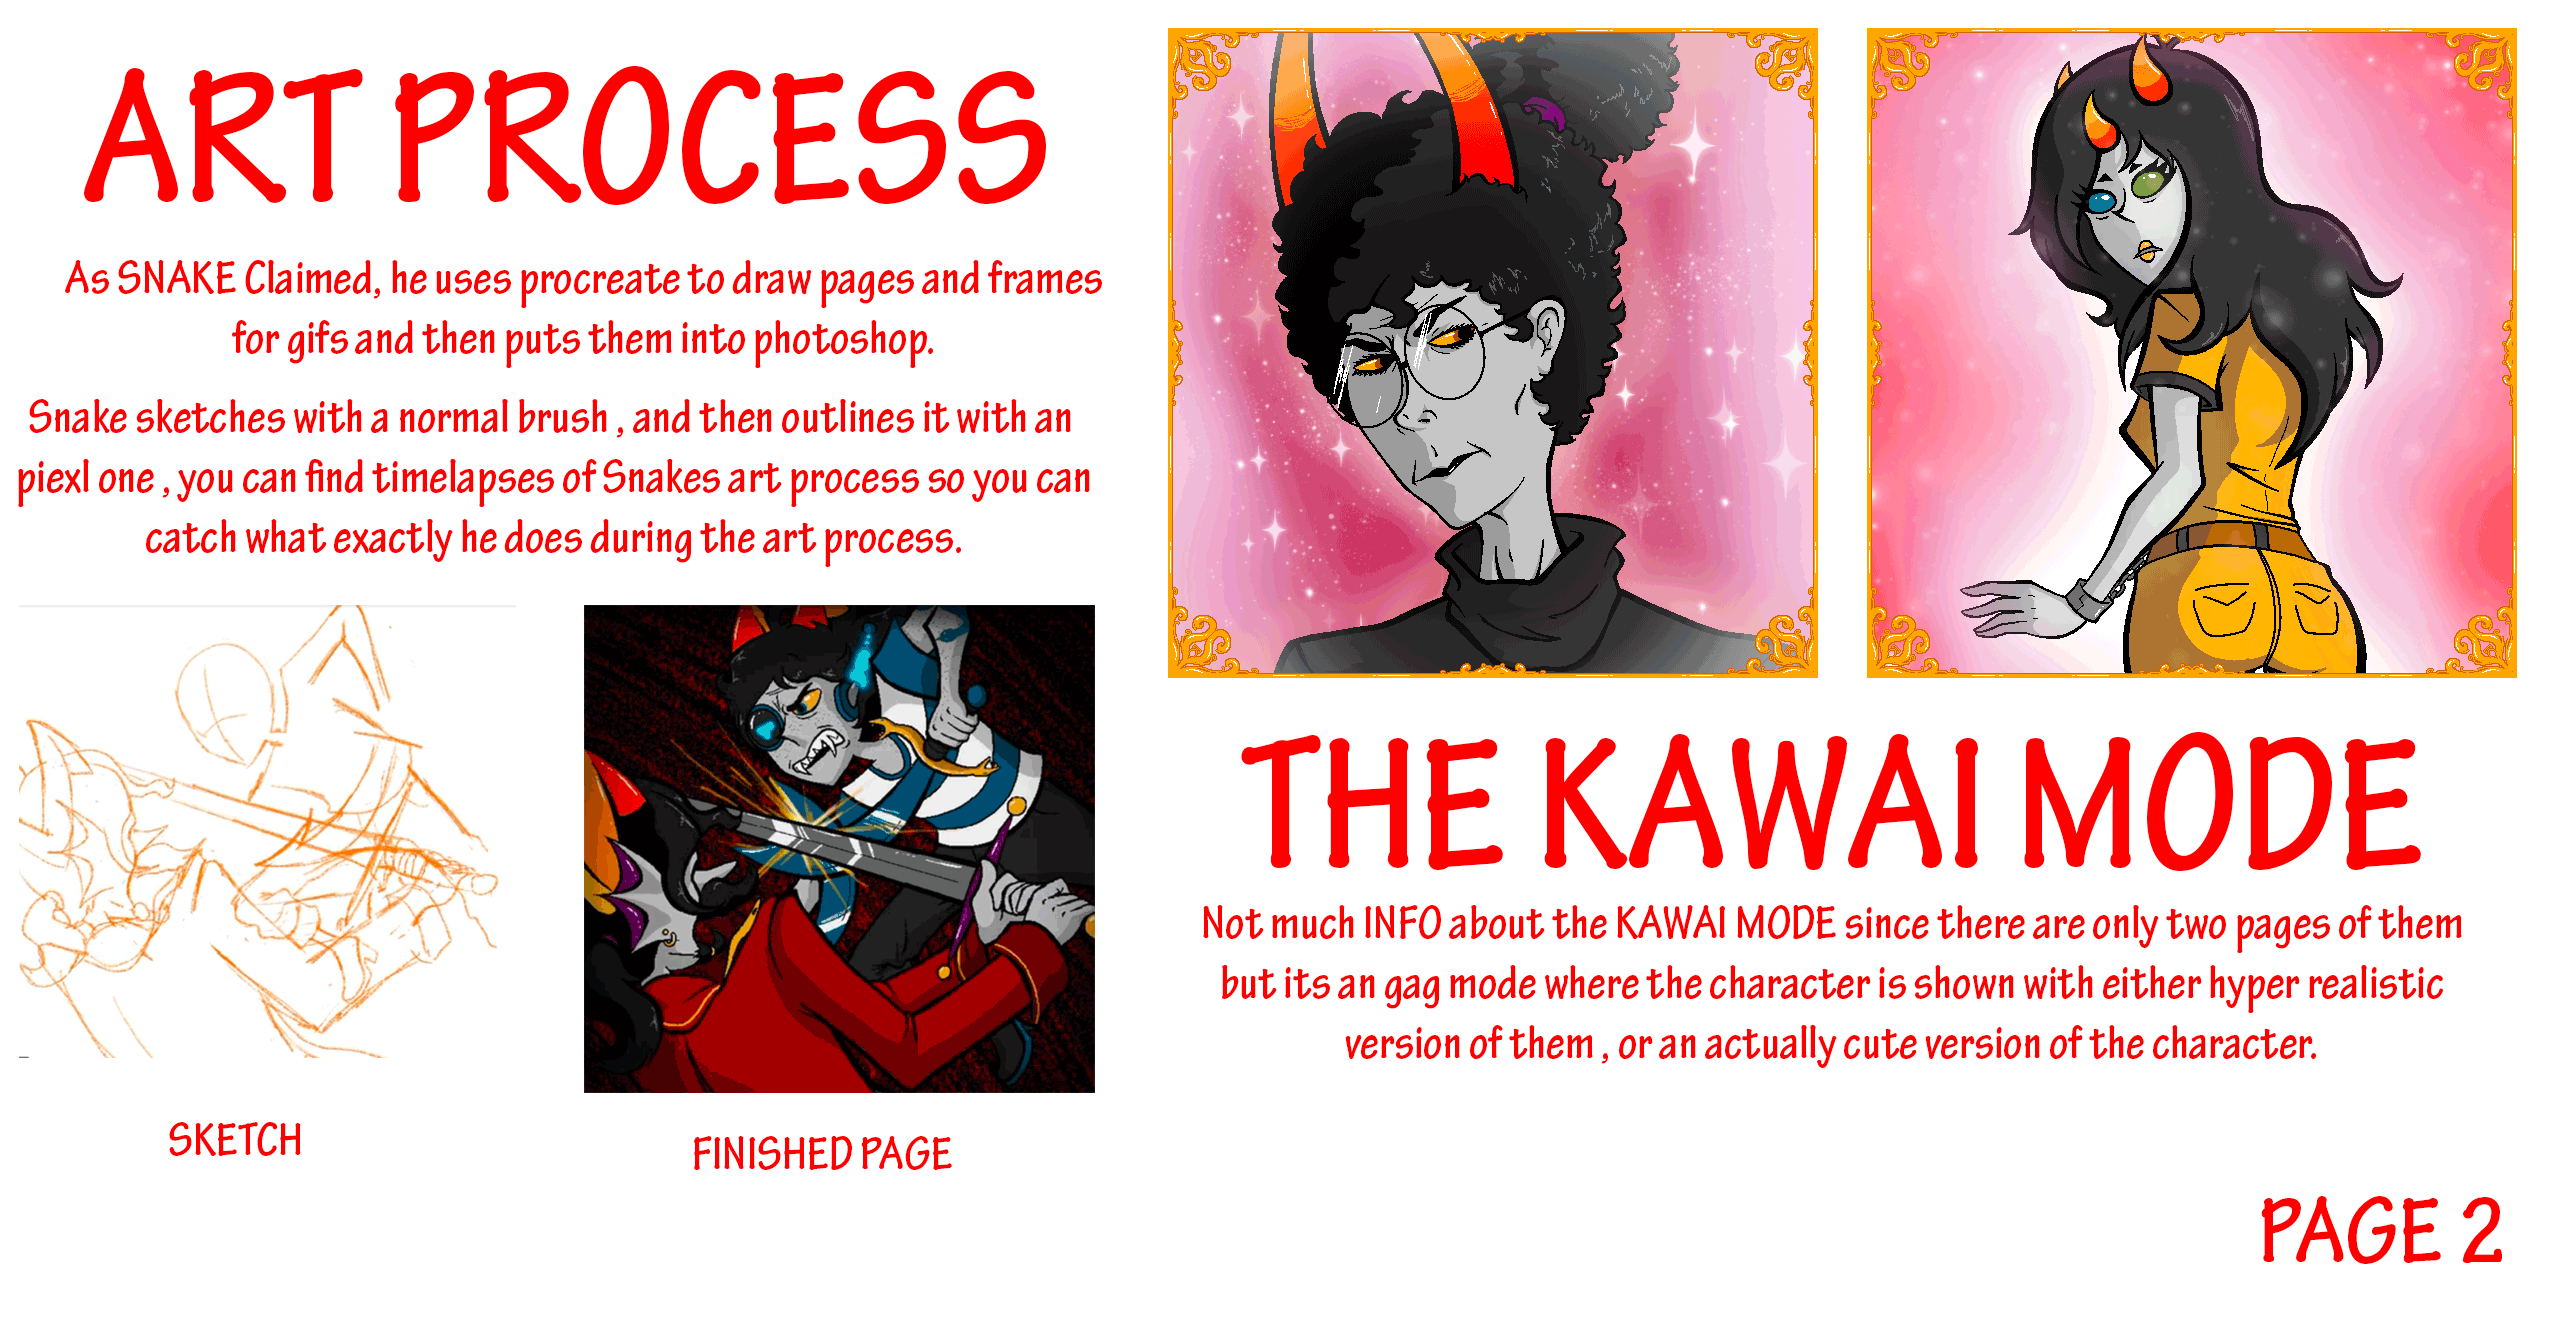 ART PROCESS
As SNAKE Claimed, he uses procreate to draw pages and frames
for gifs and then puts them into photoshop.
Snake sketches with a normal brush , and then outlines it with an
piexl one , you can find timelapses of Snakes art process so you can
catch what exactly he does during the art process.
SKETCH
FINISHED PAGE
THE KAWAI MODE
Not much INFO about the KAWAI MODE since there are only two pages of them
but its an gag mode where the character is shown with either hyper realistic
version of them , or an actually cute version of the character.
PAGE 2